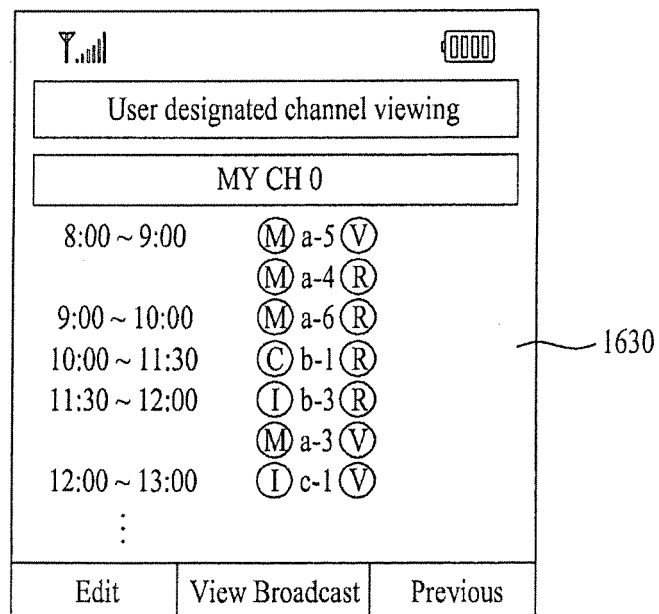 User designated channel viewing
MY CH 0
8:00 ~ 9:00 Ⓜ a-5 Ⓥ
Ⓜ a-4 Ⓡ
9:00 ~ 10:00 Ⓜ a-6 Ⓡ
10:00 ~ 11:30 Ⓒ b-1 Ⓡ
11:30 ~ 12:00 Ⓘ b-3 Ⓡ
Ⓜ a-3 Ⓥ
12:00 ~ 13:00 Ⓘ c-1 Ⓥ
⋮
1630
Edit View Broadcast Previous